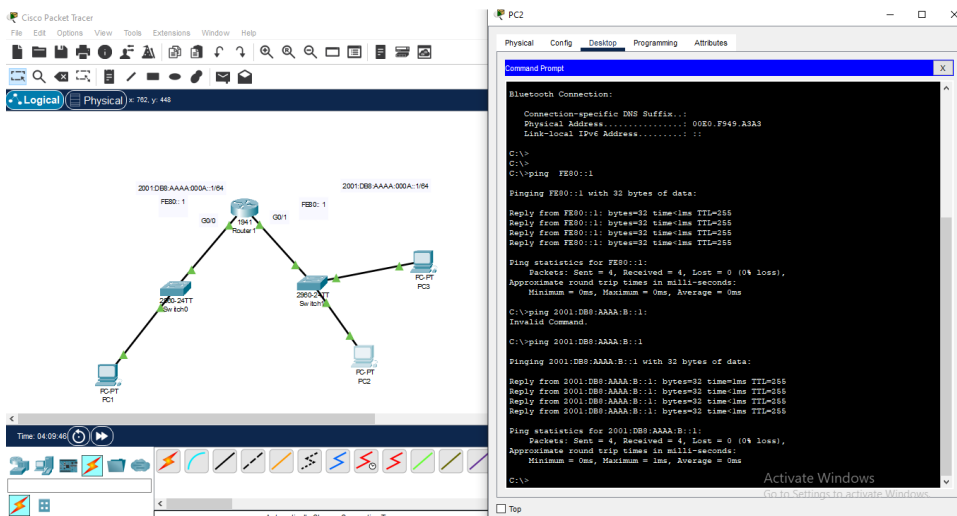 Cisco Packet Tracer
File Edit Options View Tools Extensions Window Help
Logical Physical x: 762, y: 448
2001:DB8:AAAA:000A::1/64
2001:DB8:AAAA:000A::1/64
FE80:: 1
FE80:: 1
G0/0
G0/1
1941
Router1
2960-24TT
Switch0
2960-24TT
Switch1
PC-PT
PC3
PC-PT
PC2
PC-PT
PC1
Time: 04:09:46
PC2
Physical Config Desktop Programming Attributes
Command Prompt
X
Bluetooth Connection:
Connection-specific DNS Suffix..:
Physical Address................: 00E0.F949.A3A3
Link-local IPv6 Address.........: ::
C:\>
C:\>
C:\>ping FE80::1
Pinging FE80::1 with 32 bytes of data:
Reply from FE80::1: bytes=32 time<1ms TTL=255
Reply from FE80::1: bytes=32 time<1ms TTL=255
Reply from FE80::1: bytes=32 time<1ms TTL=255
Reply from FE80::1: bytes=32 time<1ms TTL=255
Ping statistics for FE80::1:
Packets: Sent = 4, Received = 4, Lost = 0 (0% loss),
Approximate round trip times in milli-seconds:
Minimum = 0ms, Maximum = 0ms, Average = 0ms
C:\>ping 2001:DB8:AAAA:B::1:
Invalid Command.
C:\>ping 2001:DB8:AAAA:B::1
Pinging 2001:DB8:AAAA:B::1 with 32 bytes of data:
Reply from 2001:DB8:AAAA:B::1: bytes=32 time=1ms TTL=255
Reply from 2001:DB8:AAAA:B::1: bytes=32 time<1ms TTL=255
Reply from 2001:DB8:AAAA:B::1: bytes=32 time<1ms TTL=255
Reply from 2001:DB8:AAAA:B::1: bytes=32 time<1ms TTL=255
Ping statistics for 2001:DB8:AAAA:B::1:
Packets: Sent = 4, Received = 4, Lost = 0 (0% loss),
Approximate round trip times in milli-seconds:
Minimum = 0ms, Maximum = 1ms, Average = 0ms
C:\>
Activate Windows
Go to Settings to activate Windows.
Top